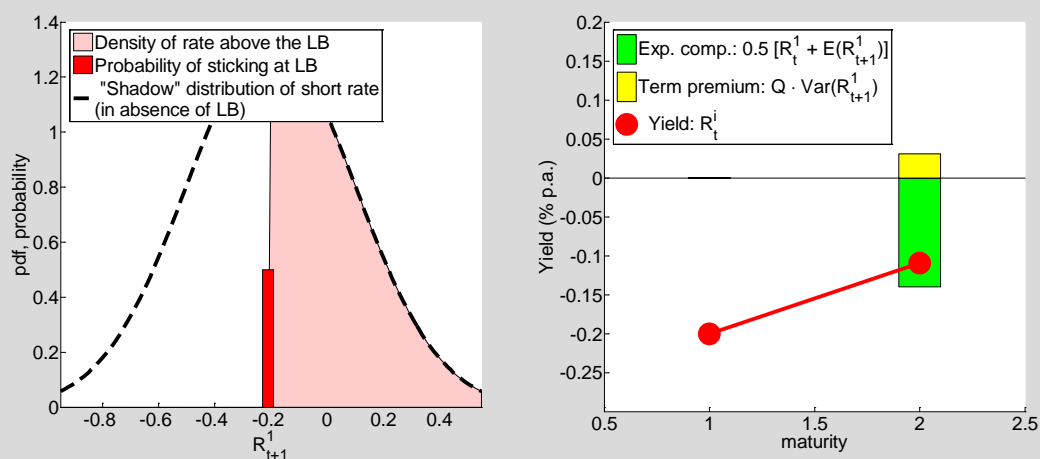 1.4
1.2
1
0.8
0.6
0.4
0.2
0
pdf, probability
Density of rate above the LB
Probability of sticking at LB
"Shadow" distribution of short rate
(in absence of LB)
-0.8 -0.6 -0.4 -0.2 0 0.2 0.4
R¹ₜ₊₁
0.2
0.15
0.1
0.05
0
-0.05
-0.1
-0.15
-0.2
-0.25
Yield (% p.a.)
Exp. comp.: 0.5 [R¹ₜ + E(R¹ₜ₊₁)]
Term premium: Q · Var(R¹ₜ₊₁)
Yield: Rⁱₜ
0.5 1 1.5 2 2.5
maturity